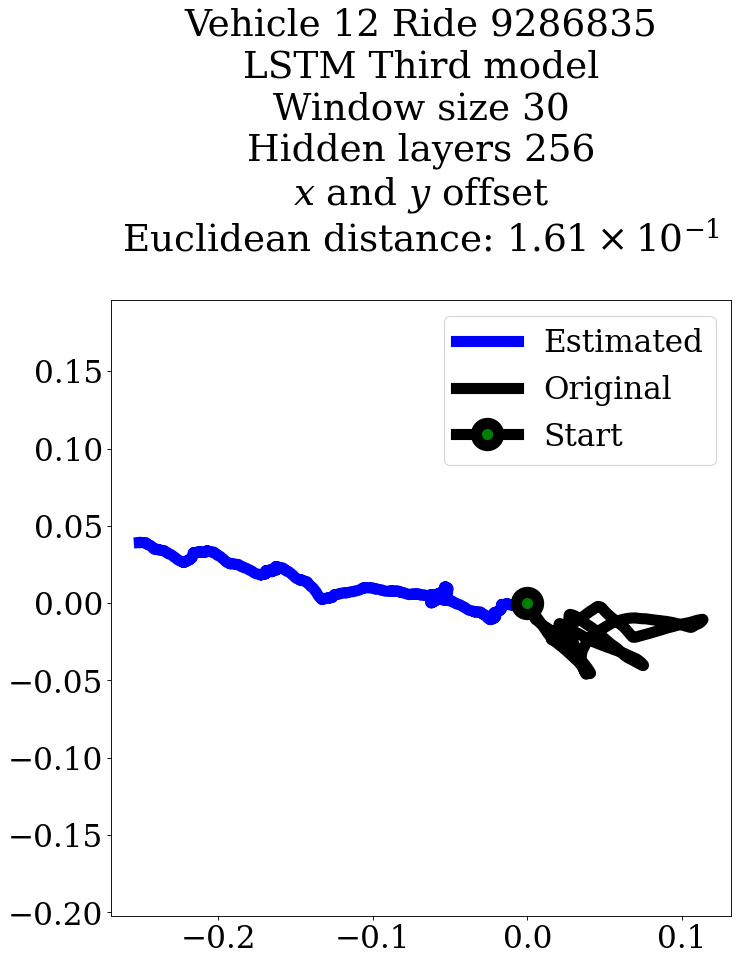 Vehicle 12 Ride 9286835
LSTM Third model
Window size 30
Hidden layers 256
x and y offset
Euclidean distance: 1.61 × 10⁻¹
Estimated
Original
Start
0.15
0.10
0.05
0.00
−0.05
−0.10
−0.15
−0.20
−0.2 −0.1 0.0 0.1